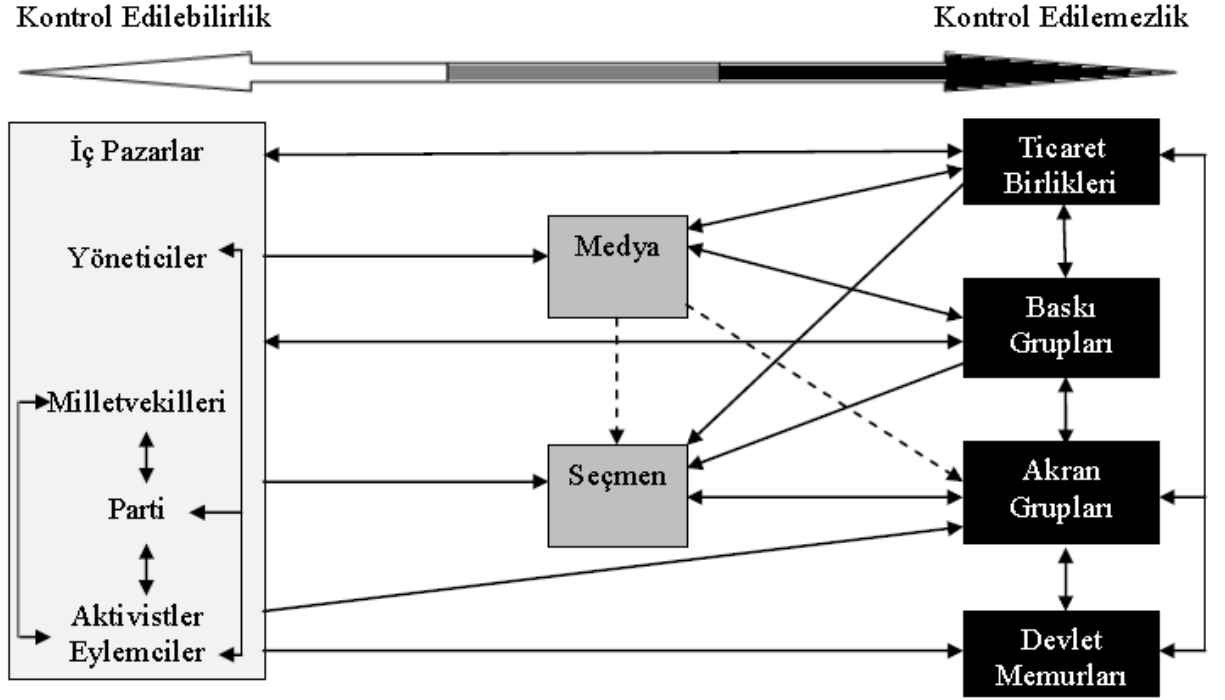 Kontrol Edilebilirlik
Kontrol Edilemezlik
İç Pazarlar
Yöneticiler
Milletvekilleri
Parti
Aktivistler
Eylemciler
Medya
Seçmen
Ticaret
Birlikleri
Baskı
Grupları
Akran
Grupları
Devlet
Memurları